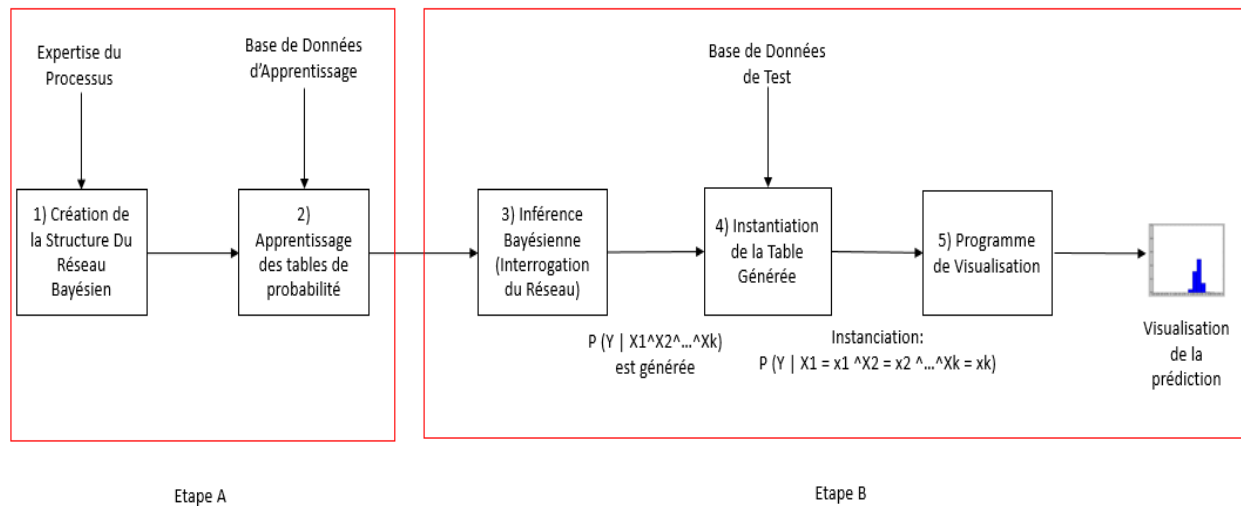 Expertise du
Processus
Base de Données
d'Apprentissage
1) Création de
la Structure Du
Réseau
Bayésien
2)
Apprentissage
des tables de
probabilité
Etape A
Base de Données
de Test
3) Inférence
Bayésienne
(Interrogation
du Réseau)
4) Instantiation
de la Table
Générée
5) Programme
de Visualisation
P (Y | X1^X2^...^Xk)
est générée
Instanciation:
P (Y | X1 = x1 ^X2 = x2 ^...^Xk = xk)
Visualisation
de la
prédiction
Etape B